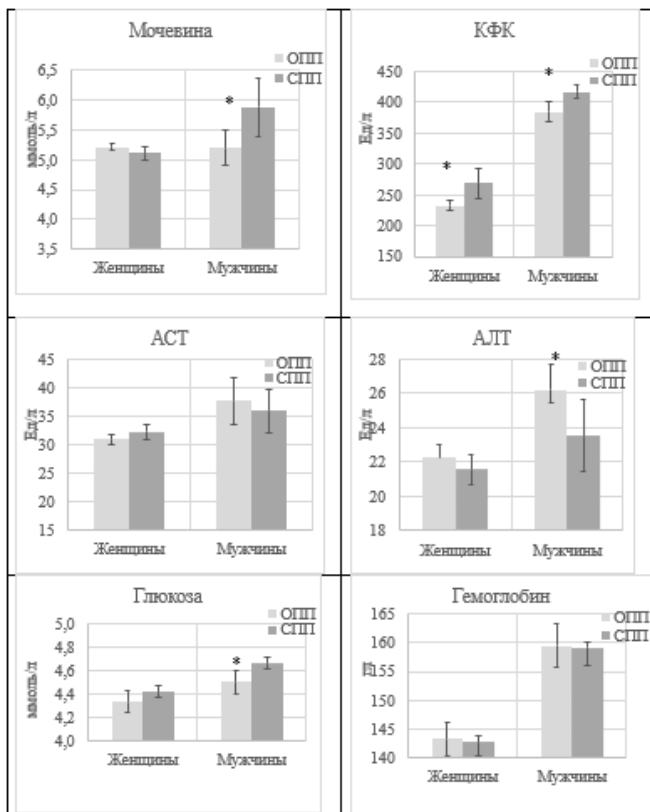 Мочевина
ОПП
СПП
ммоль/л
6,5
6,0
5,5
5,0
4,5
4,0
3,5
*
Женщины
Мужчины
КФК
ОПП
СПП
Ед/л
450
400
350
300
250
200
150
*
*
Женщины
Мужчины
АСТ
ОПП
СПП
Ед/л
45
40
35
30
25
20
15
Женщины
Мужчины
АЛТ
ОПП
СПП
Ед/л
28
26
24
22
20
18
*
Женщины
Мужчины
Глюкоза
ОПП
СПП
ммоль/л
5,0
4,8
4,6
4,4
4,2
4,0
*
Женщины
Мужчины
Гемоглобин
ОПП
СПП
165
160
155
150
145
140
Женщины
Мужчины